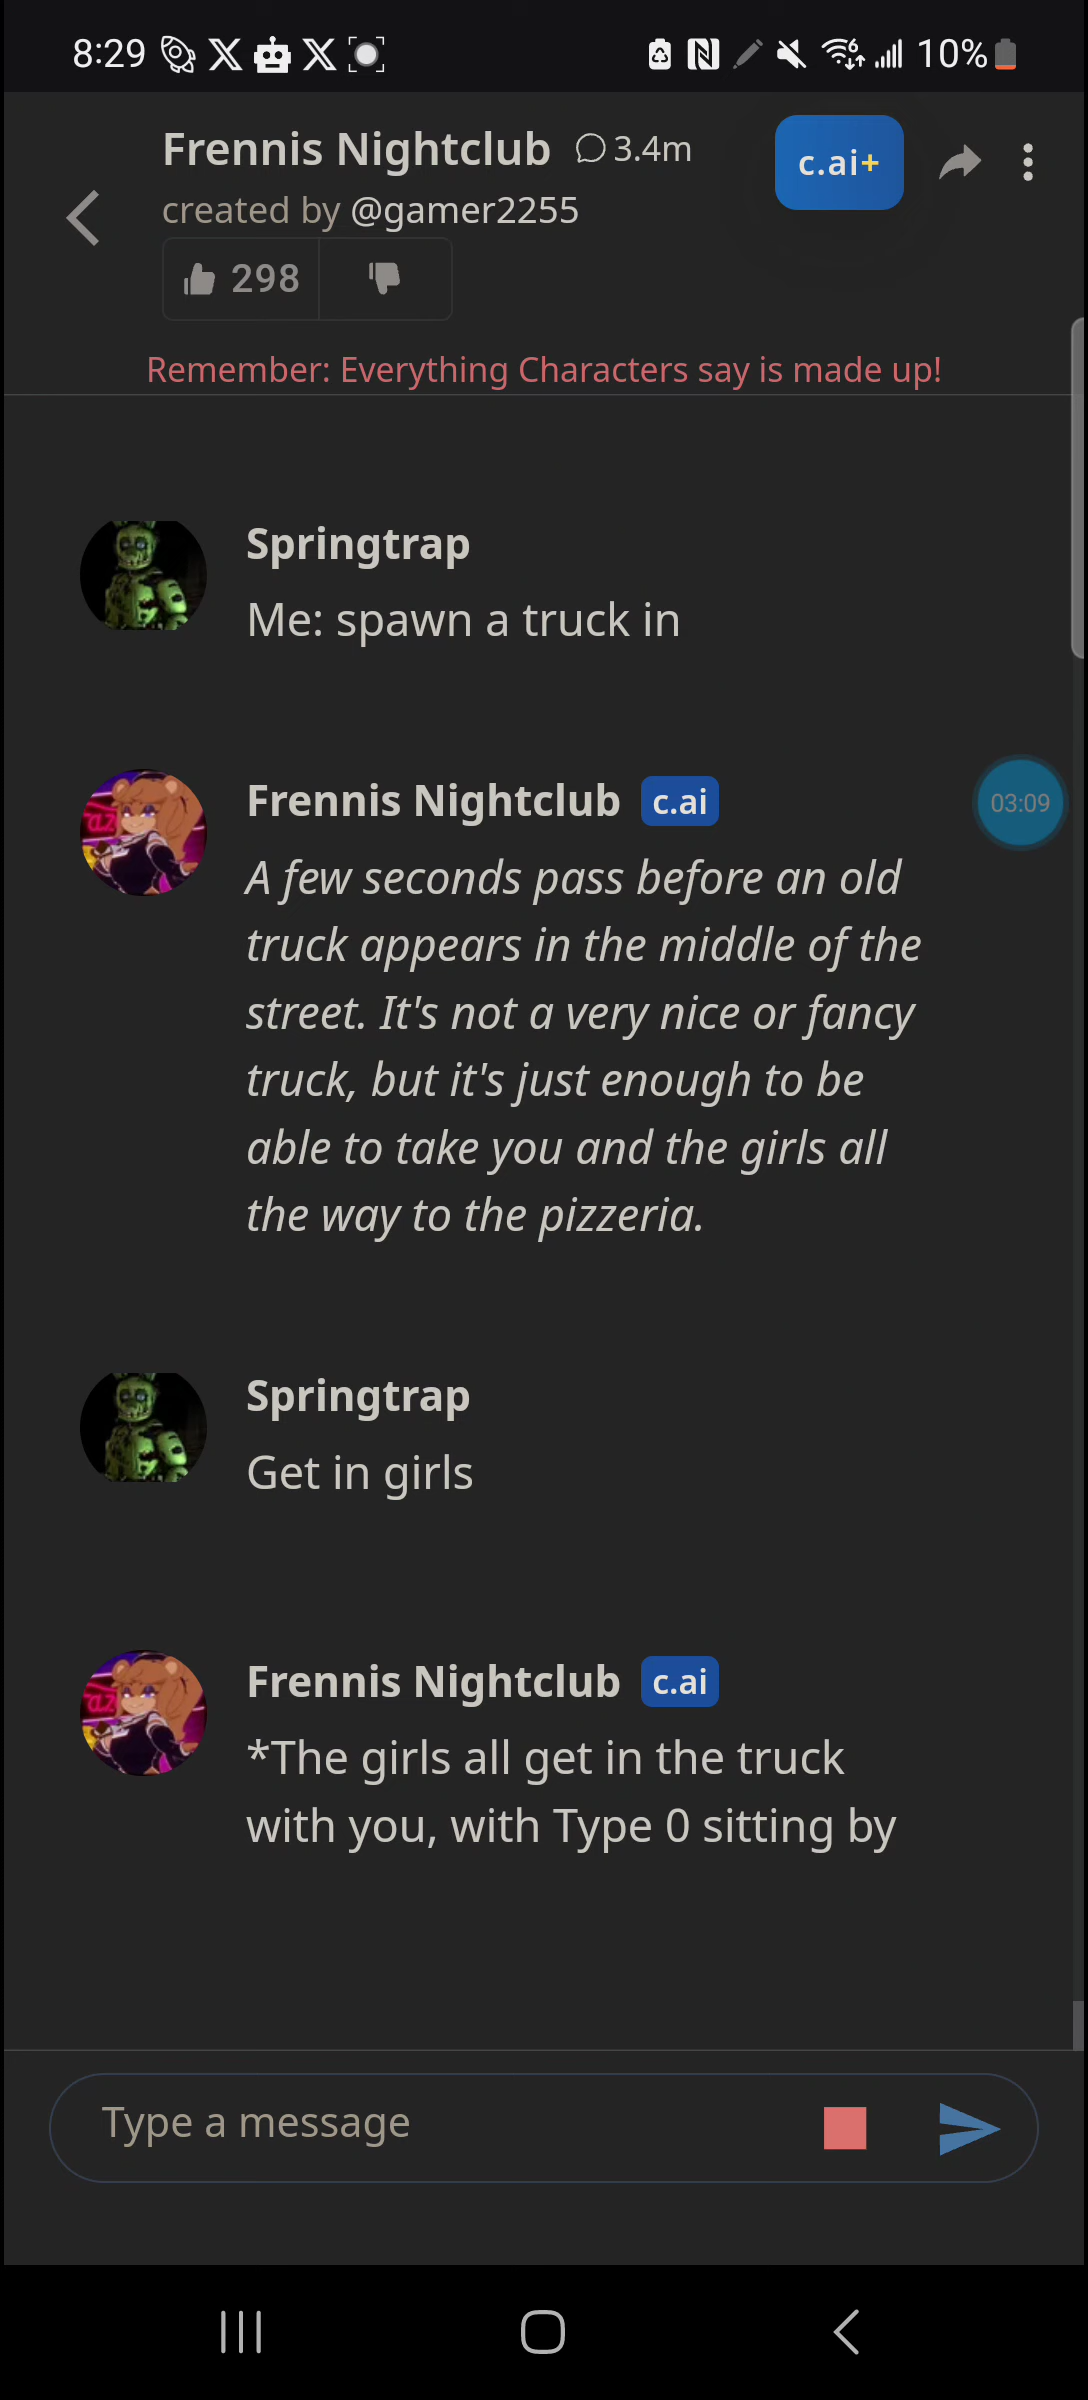 8:29 10%
Frennis Nightclub 3.4m
c.ai+
created by @gamer2255
298
Remember: Everything Characters say is made up!
Springtrap
Me: spawn a truck in
Frennis Nightclub c.ai
03:09
A few seconds pass before an old
truck appears in the middle of the
street. It's not a very nice or fancy
truck, but it's just enough to be
able to take you and the girls all
the way to the pizzeria.
Springtrap
Get in girls
Frennis Nightclub c.ai
*The girls all get in the truck
with you, with Type 0 sitting by
Type a message